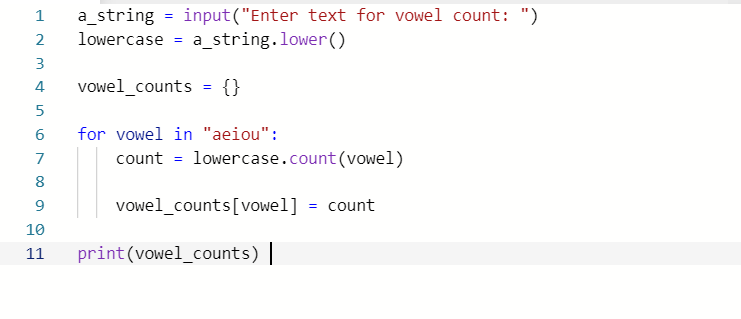 1 a_string = input("Enter text for vowel count: ")
2 lowercase = a_string.lower()
3
4 vowel_counts = {}
5
6 for vowel in "aeiou":
7     count = lowercase.count(vowel)
8
9     vowel_counts[vowel] = count
10
11 print(vowel_counts)